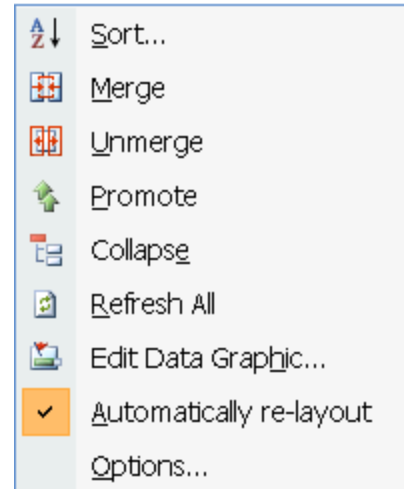 Sort...
Merge
Unmerge
Promote
Collapse
Refresh All
Edit Data Graphic...
Automatically re-layout
Options...